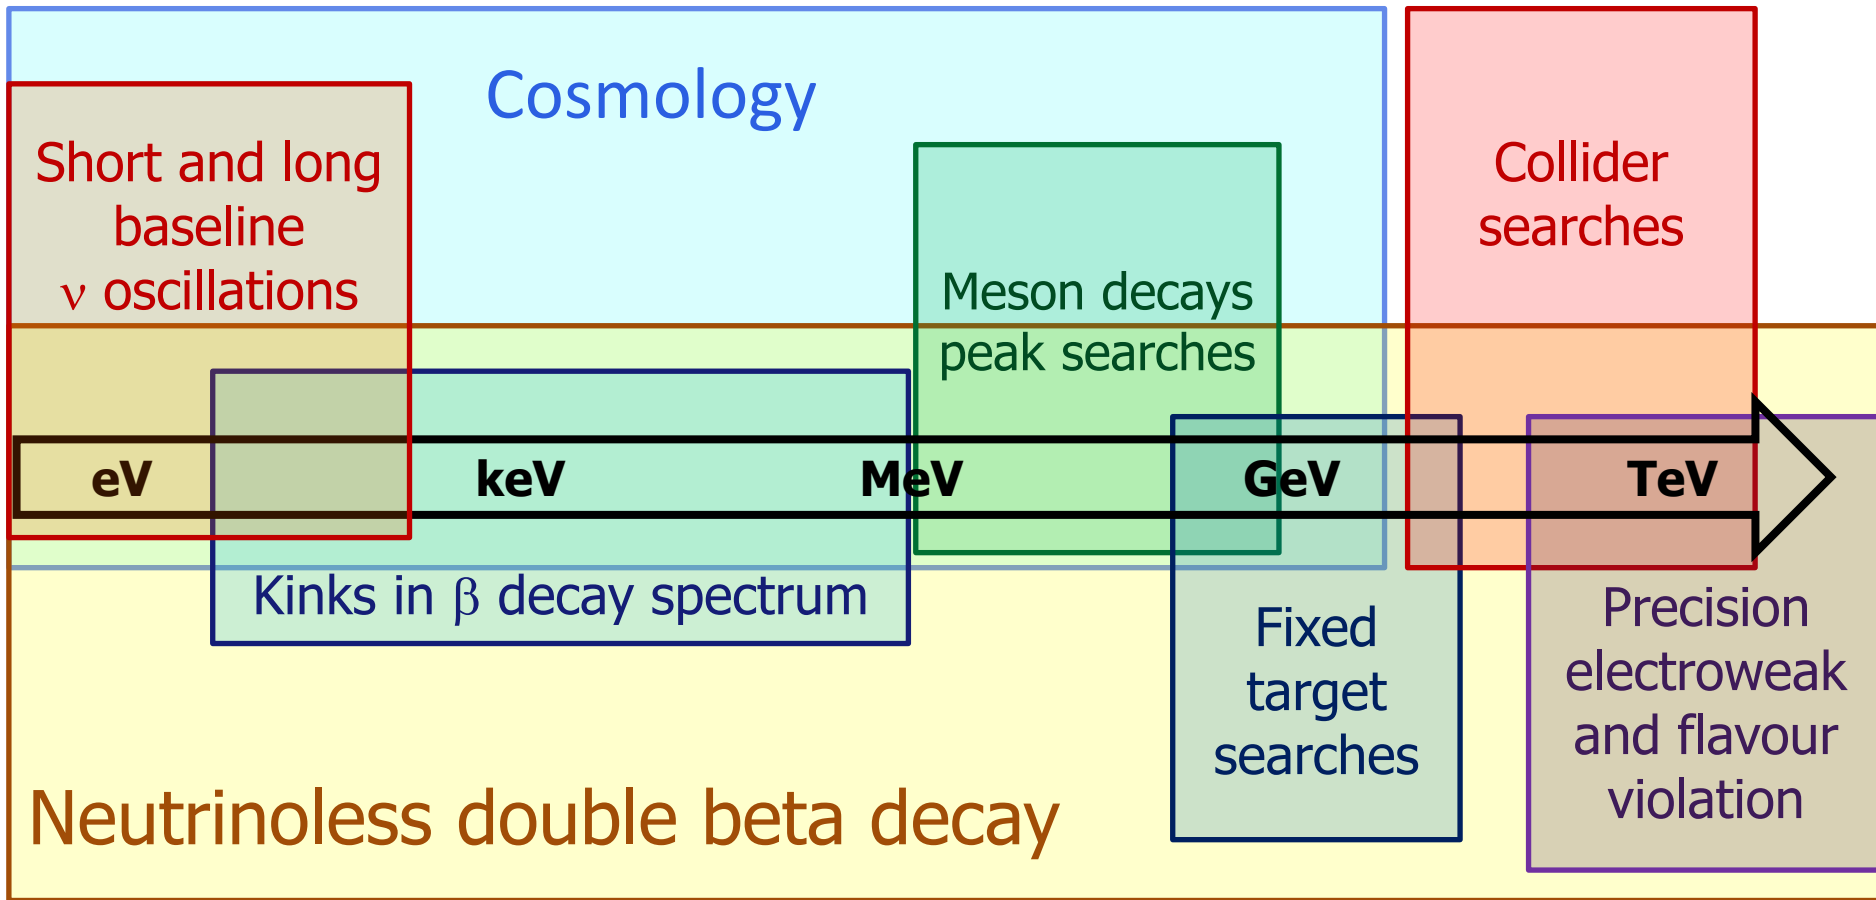 Cosmology
Short and long
baseline
ν oscillations
Collider
searches
Meson decays
peak searches
eV
keV
MeV
GeV
TeV
Kinks in β decay spectrum
Fixed
target
searches
Precision
electroweak
and flavour
violation
Neutrinoless double beta decay